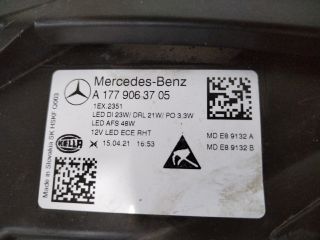 Mercedes-Benz
A 177 906 37 05
1EX.2351
LED DI 23W/ DRL 21W/ PO 3.3W
LED AFS 48W
12V LED ECE RHT
15.04.21 16:53
HELLA
MD E8 9132 A
MD E8 9132 B
Made in Slovakia SK HSKF Q003